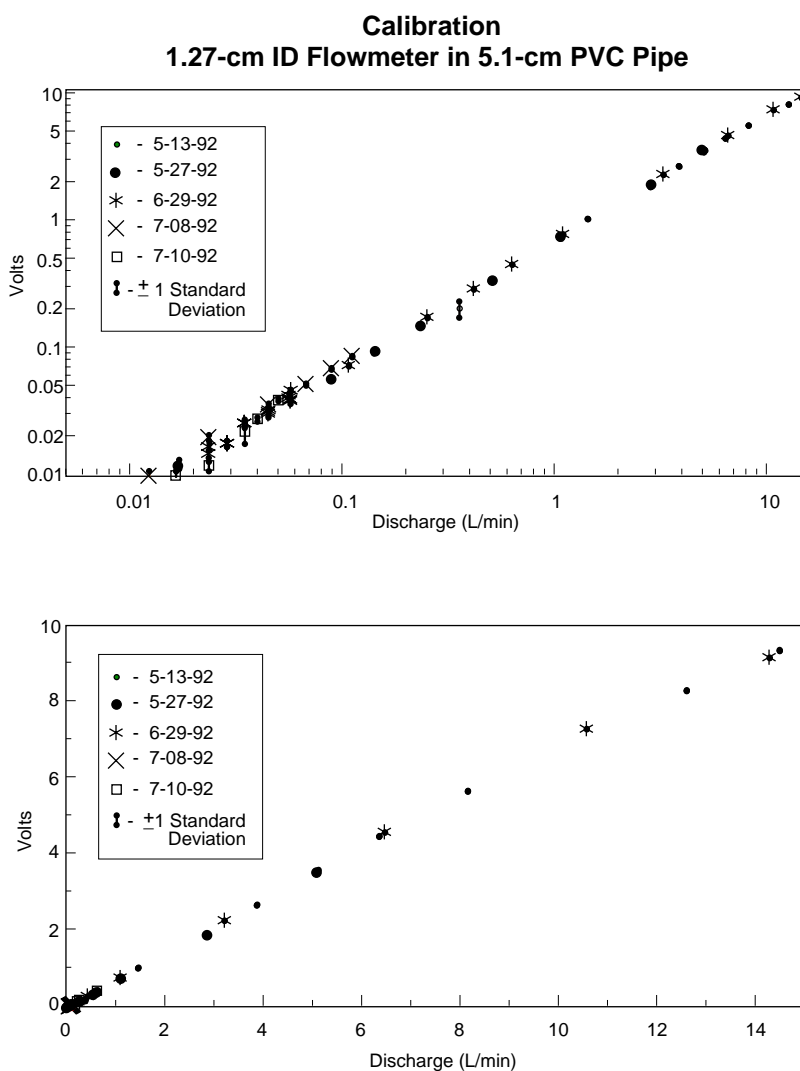 Calibration
1.27-cm ID Flowmeter in 5.1-cm PVC Pipe
10
5
2
1
0.5
0.2
0.1
0.05
0.02
0.01
Volts
- 5-13-92
- 5-27-92
- 6-29-92
- 7-08-92
- 7-10-92
- ± 1 Standard
Deviation
0.01 0.1 1 10
Discharge (L/min)
10
8
6
4
2
0
Volts
- 5-13-92
- 5-27-92
- 6-29-92
- 7-08-92
- 7-10-92
- ±1 Standard
Deviation
0 2 4 6 8 10 12 14
Discharge (L/min)